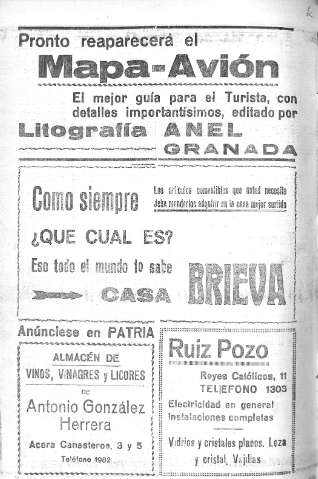 Pronto reaparecerá el
Mapa-Avión
El mejor guía para el Turista, con
detalles importantísimos, editado por
Litografía ANEL
GRANADA
Como siempre
Los artículos comestibles que usted necesita
debe mandarlos adquirir en la casa mejor surtida
¿QUE CUAL ES?
Eso todo el mundo lo sabe
CASA BRIEVA
Anúnciese en PATRIA
ALMACÉN DE
VINOS, VINAGRES y LICORES
DE
Antonio González
Herrera
Acera Canasteros, 3 y 5
Teléfono 1982
Ruiz Pozo
Reyes Católicos, 11
TELEFONO 1303
Electricidad en general
Instalaciones completas
Vidrios y cristales planos. Loza
y cristal. Vajillas